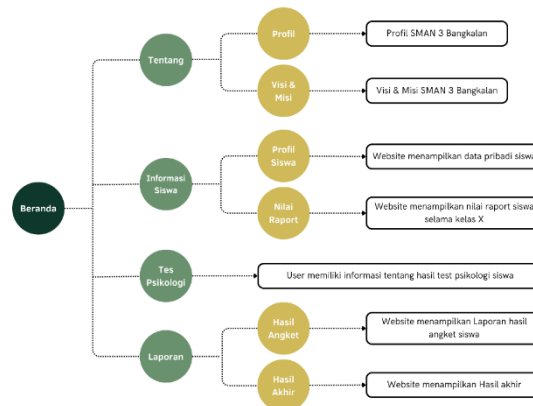 Beranda
Tentang
Profil
Profil SMAN 3 Bangkalan
Visi &
Misi
Visi & Misi SMAN 3 Bangkalan
Informasi
Siswa
Profil
Siswa
Website menampilkan data pribadi siswa
Nilai
Raport
Website menampilkan nilai raport siswa
selama kelas X
Tes
Psikologi
User memiliki informasi tentang hasil test psikologi siswa
Laporan
Hasil
Angket
Website menampilkan Laporan hasil
angket siswa
Hasil
Akhir
Website menampilkan Hasil akhir